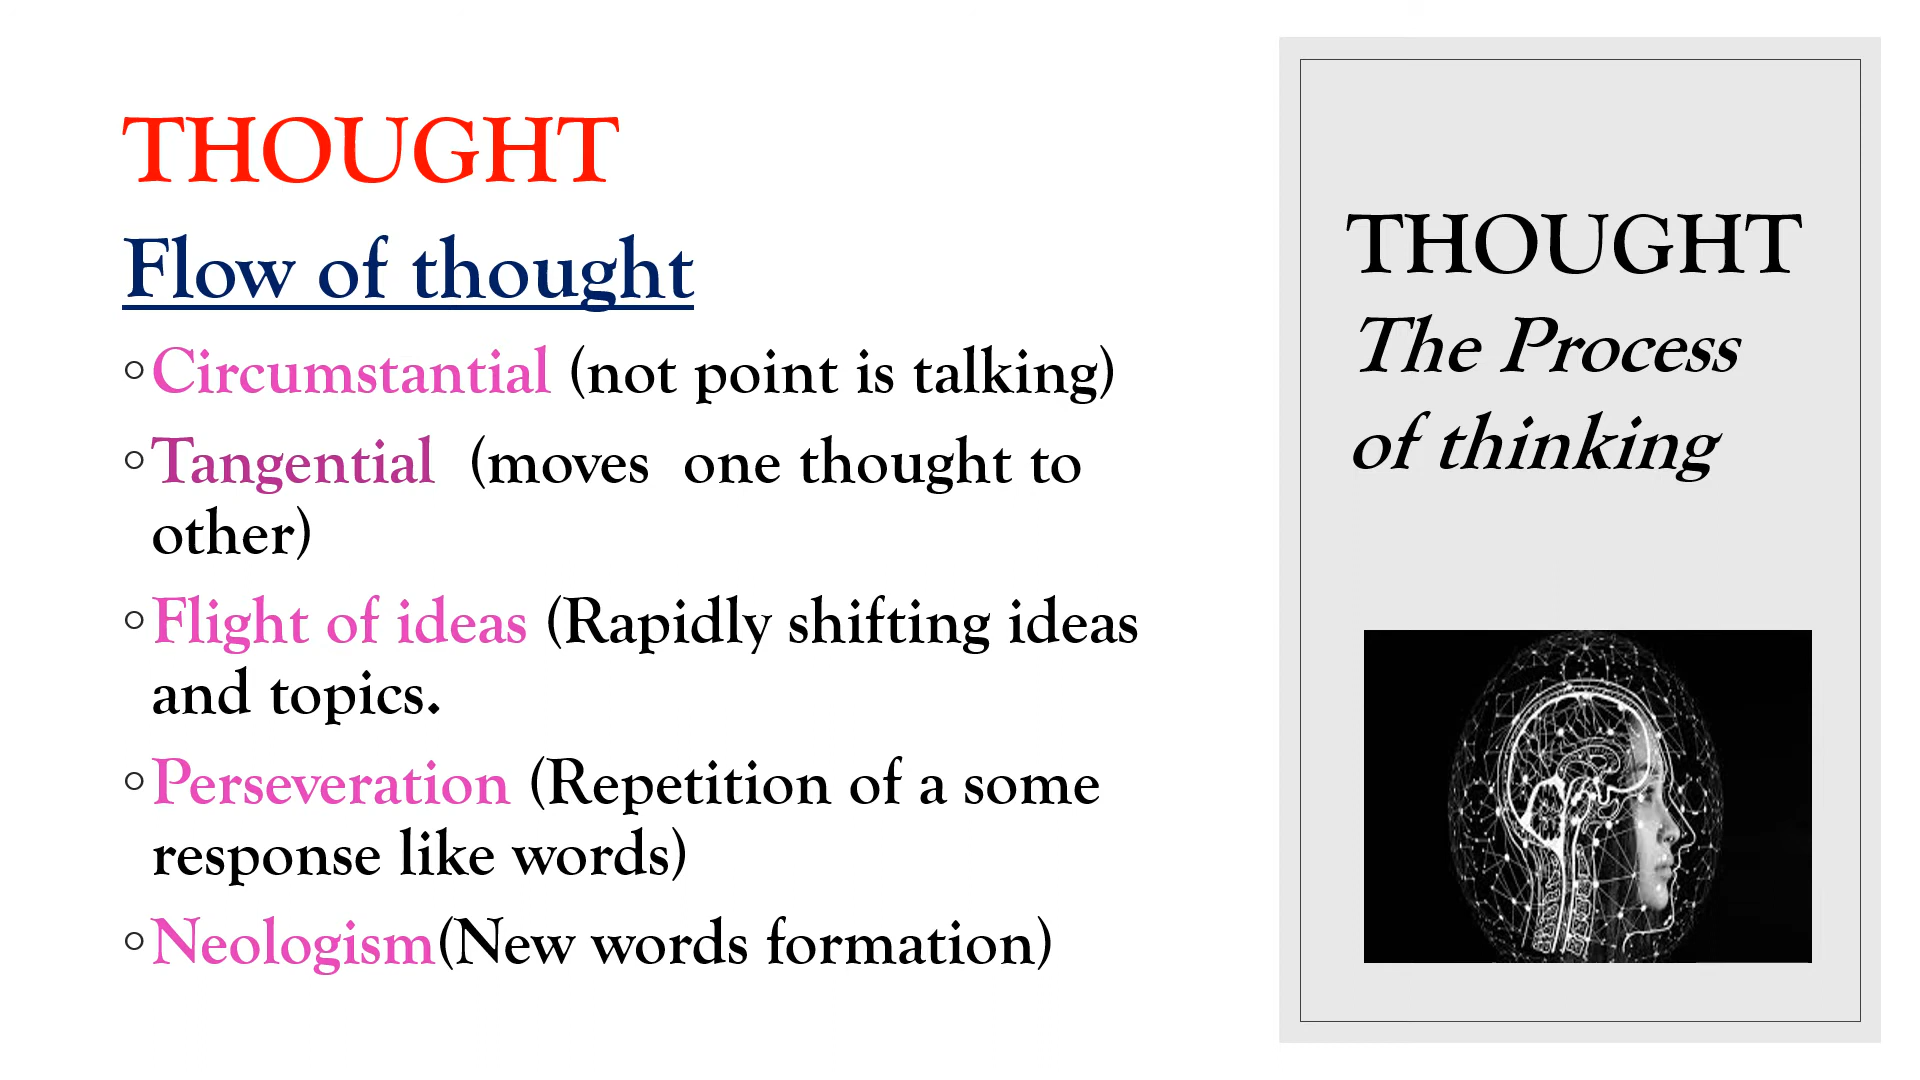 THOUGHT
Flow of thought
◦Circumstantial (not point is talking)
◦Tangential  (moves  one thought to
other)
◦Flight of ideas (Rapidly shifting ideas
and topics.
◦Perseveration (Repetition of a some
response like words)
◦Neologism(New words formation)
THOUGHT
The Process
of thinking